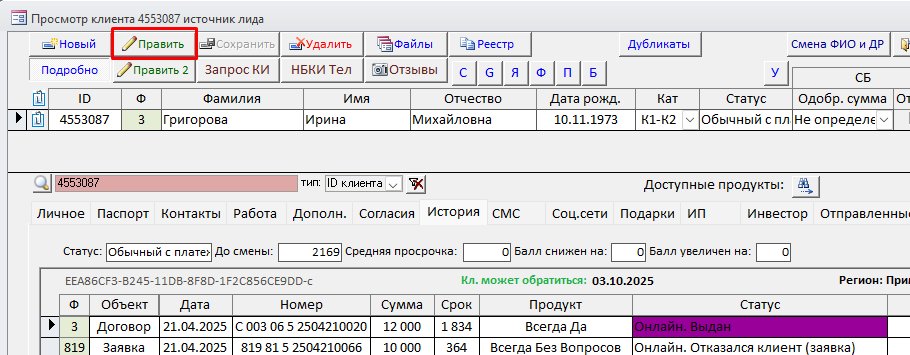 Просмотр клиента 4553087 источник лида
Новый Править Сохранить Удалить Файлы Реестр Дубликаты Смена ФИО и ДР
Подробно Править 2 Запрос КИ НБКИ Тел Отзывы С G Я Ф П Б У СБ
ID Ф Фамилия Имя Отчество Дата рожд. Кат Статус Одобр. сумма От
4553087 3 Григорова Ирина Михайловна 10.11.1973 К1-К2 Обычный с пл Не определе
4553087 тип: ID клиента Доступные продукты:
Личное Паспорт Контакты Работа Дополн. Согласия История СМС Соц.сети Подарки ИП Инвестор Отправленные
Статус: Обычный с платеж До смены: 2169 Средняя просрочка: 0 Балл снижен на: 0 Балл увеличен на: 0
EEA86CF3-B245-11DB-8F8D-1F2C856CE9DD-c Кл. может обратиться: 03.10.2025 Регион: При
Ф Объект Дата Номер Сумма Срок Продукт Статус
3 Договор 21.04.2025 С 003 06 5 2504210020 12 000 1 834 Всегда Да Онлайн. Выдан
819 Заявка 21.04.2025 819 81 5 2504210066 10 000 364 Всегда Без Вопросов Онлайн. Отказался клиент (заявка)